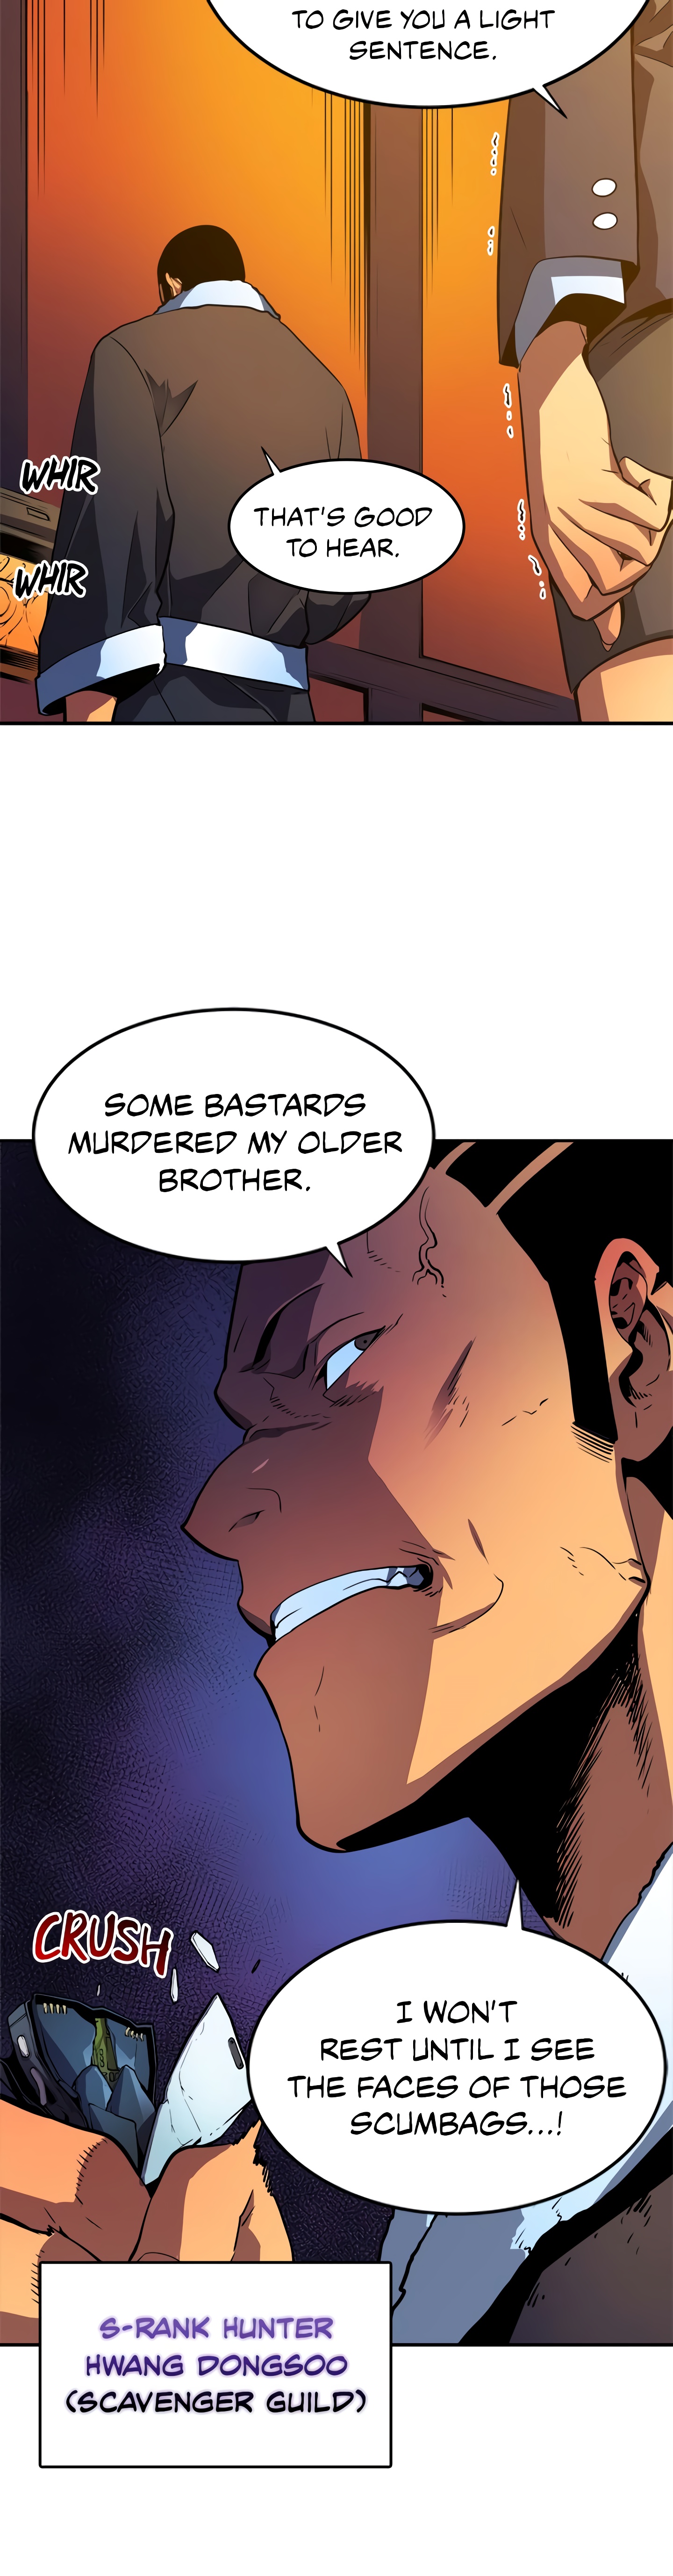 TO GIVE YOU A LIGHT
SENTENCE.
WHIR
THAT'S GOOD
TO HEAR.
WHIR
SOME BASTARDS
MURDERED MY OLDER
BROTHER.
CRUSH
I WON'T
REST UNTIL I SEE
THE FACES OF THOSE
SCUMBAGS...!
S-RANK HUNTER
HWANG DONGSOO
(SCAVENGER GUILD)